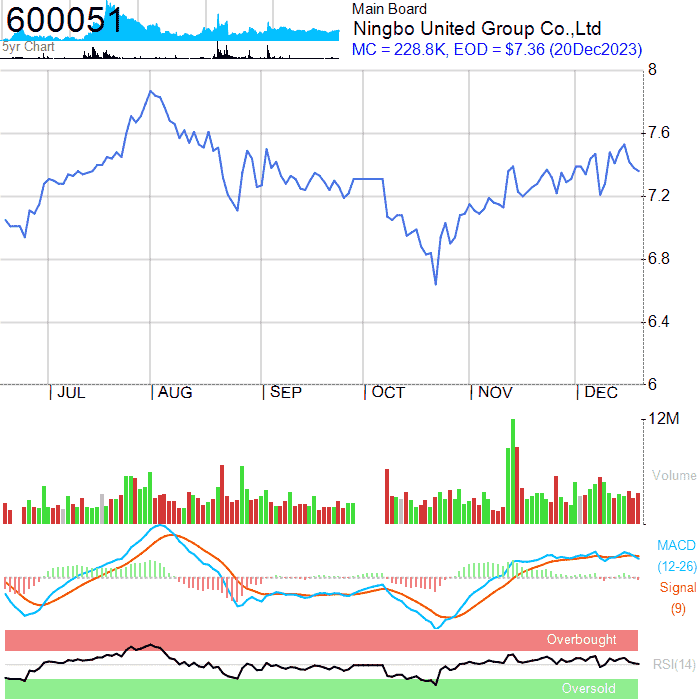 600051
5yr Chart
Main Board
Ningbo United Group Co.,Ltd
MC = 228.8K, EOD = $7.36 (20Dec2023)
8
7.6
7.2
6.8
6.4
6
JUL
AUG
SEP
OCT
NOV
DEC
12M
Volume
MACD
(12-26)
Signal
(9)
Overbought
RSI(14)
Oversold